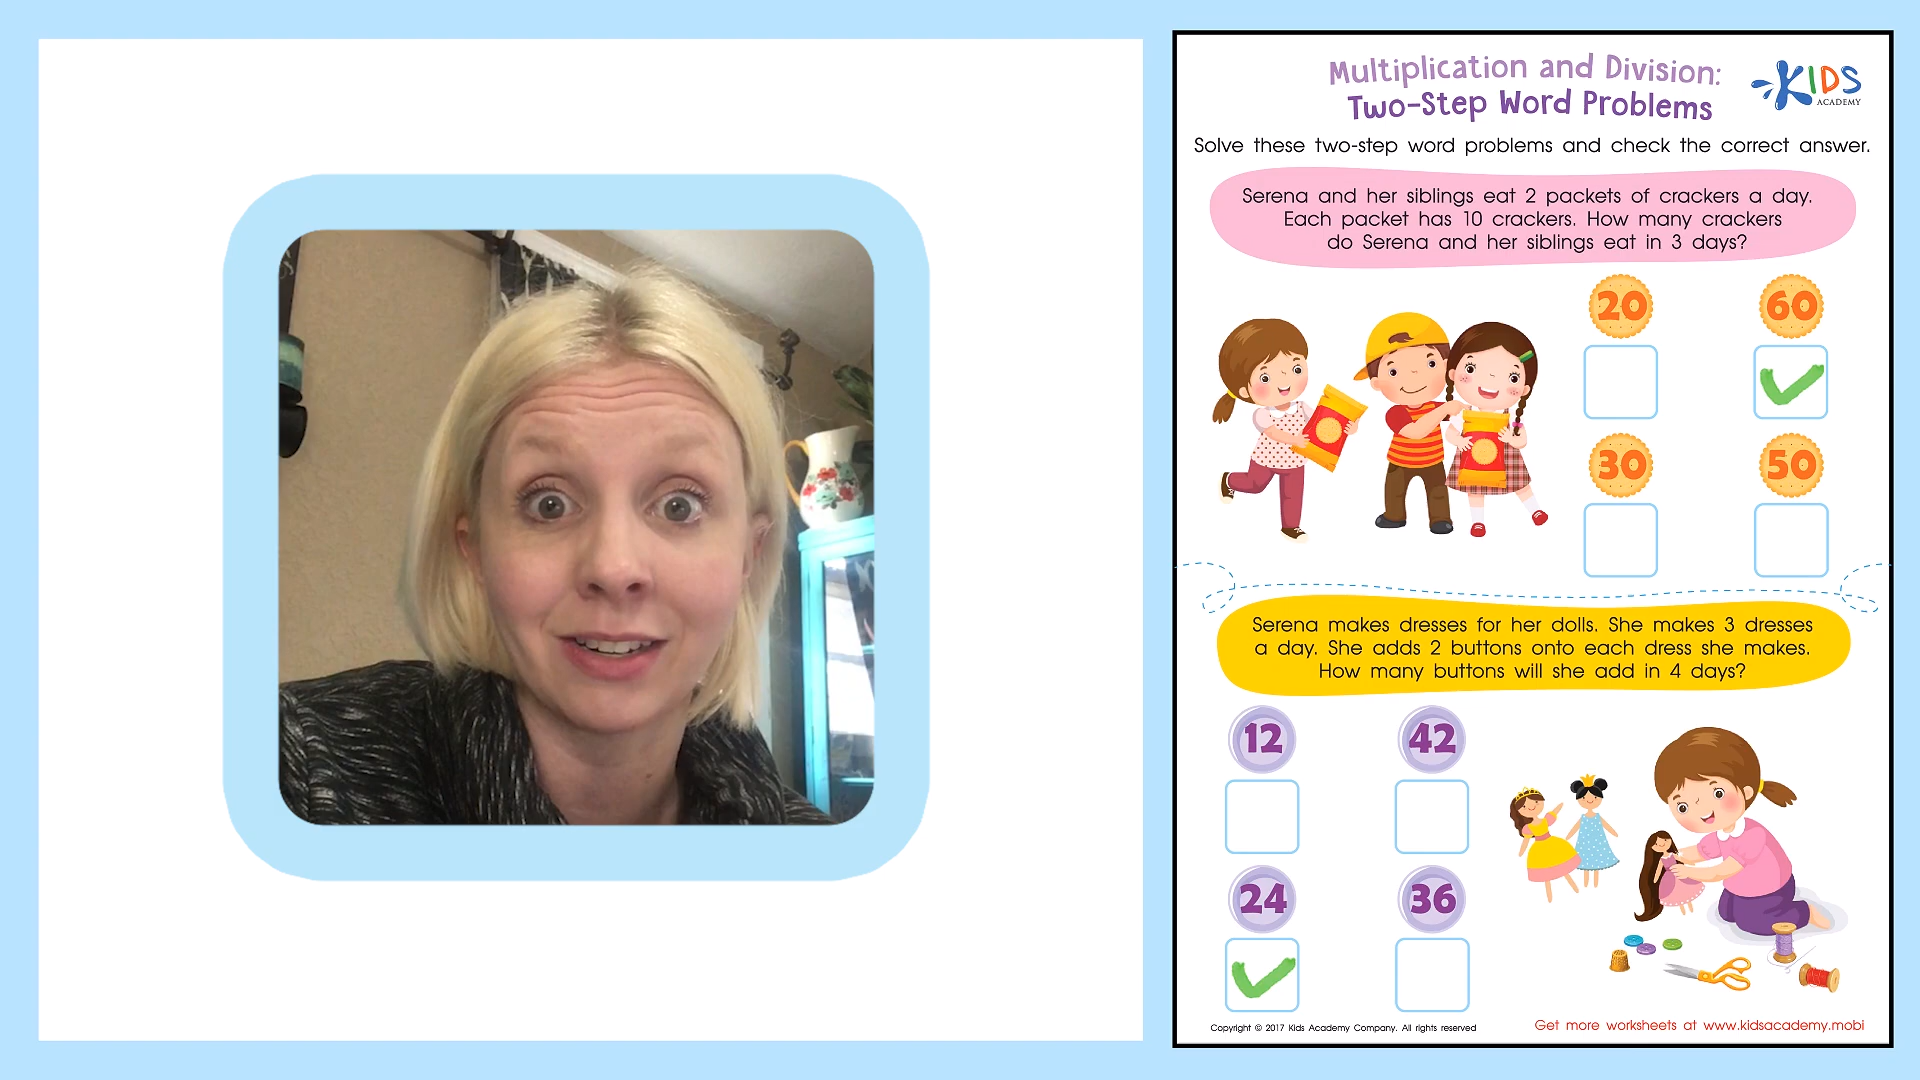 Multiplication and Division:
Two-Step Word Problems
KIDS
ACADEMY
Solve these two-step word problems and check the correct answer.
Serena and her siblings eat 2 packets of crackers a day.
Each packet has 10 crackers. How many crackers
do Serena and her siblings eat in 3 days?
20
60
30
50
Serena makes dresses for her dolls. She makes 3 dresses
a day. She adds 2 buttons onto each dress she makes.
How many buttons will she add in 4 days?
12
42
24
36
Copyright © 2017 Kids Academy Company. All rights reserved
Get more worksheets at www.kidsacademy.mobi